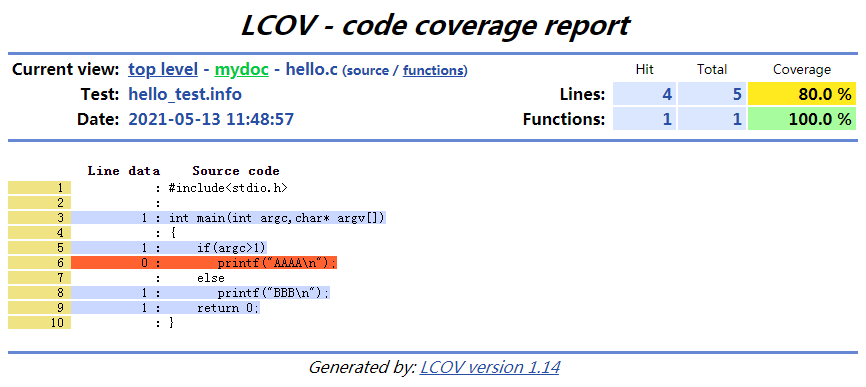 LCOV - code coverage report
Current view: top level - mydoc - hello.c (source / functions) Hit Total Coverage
Test: hello_test.info Lines: 4 5 80.0 %
Date: 2021-05-13 11:48:57 Functions: 1 1 100.0 %
Line data Source code
1 : #include<stdio.h>
2 :
3 1 : int main(int argc,char* argv[])
4 : {
5 1 : if(argc>1)
6 0 : printf("AAAA\n");
7 : else
8 1 : printf("BBB\n");
9 1 : return 0;
10 : }
Generated by: LCOV version 1.14